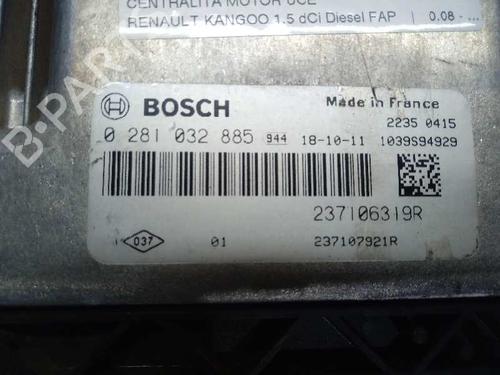 CENTRALITA MOTOR UCE
RENAULT KANGOO 1.5 dCi Diesel FAP | 0.08 - ...
BOSCH
Made in France
2235 0415
0 281 032 885 944 18-10-11 1039S94929
237106319R
037 01 237107921R
B-PARTS